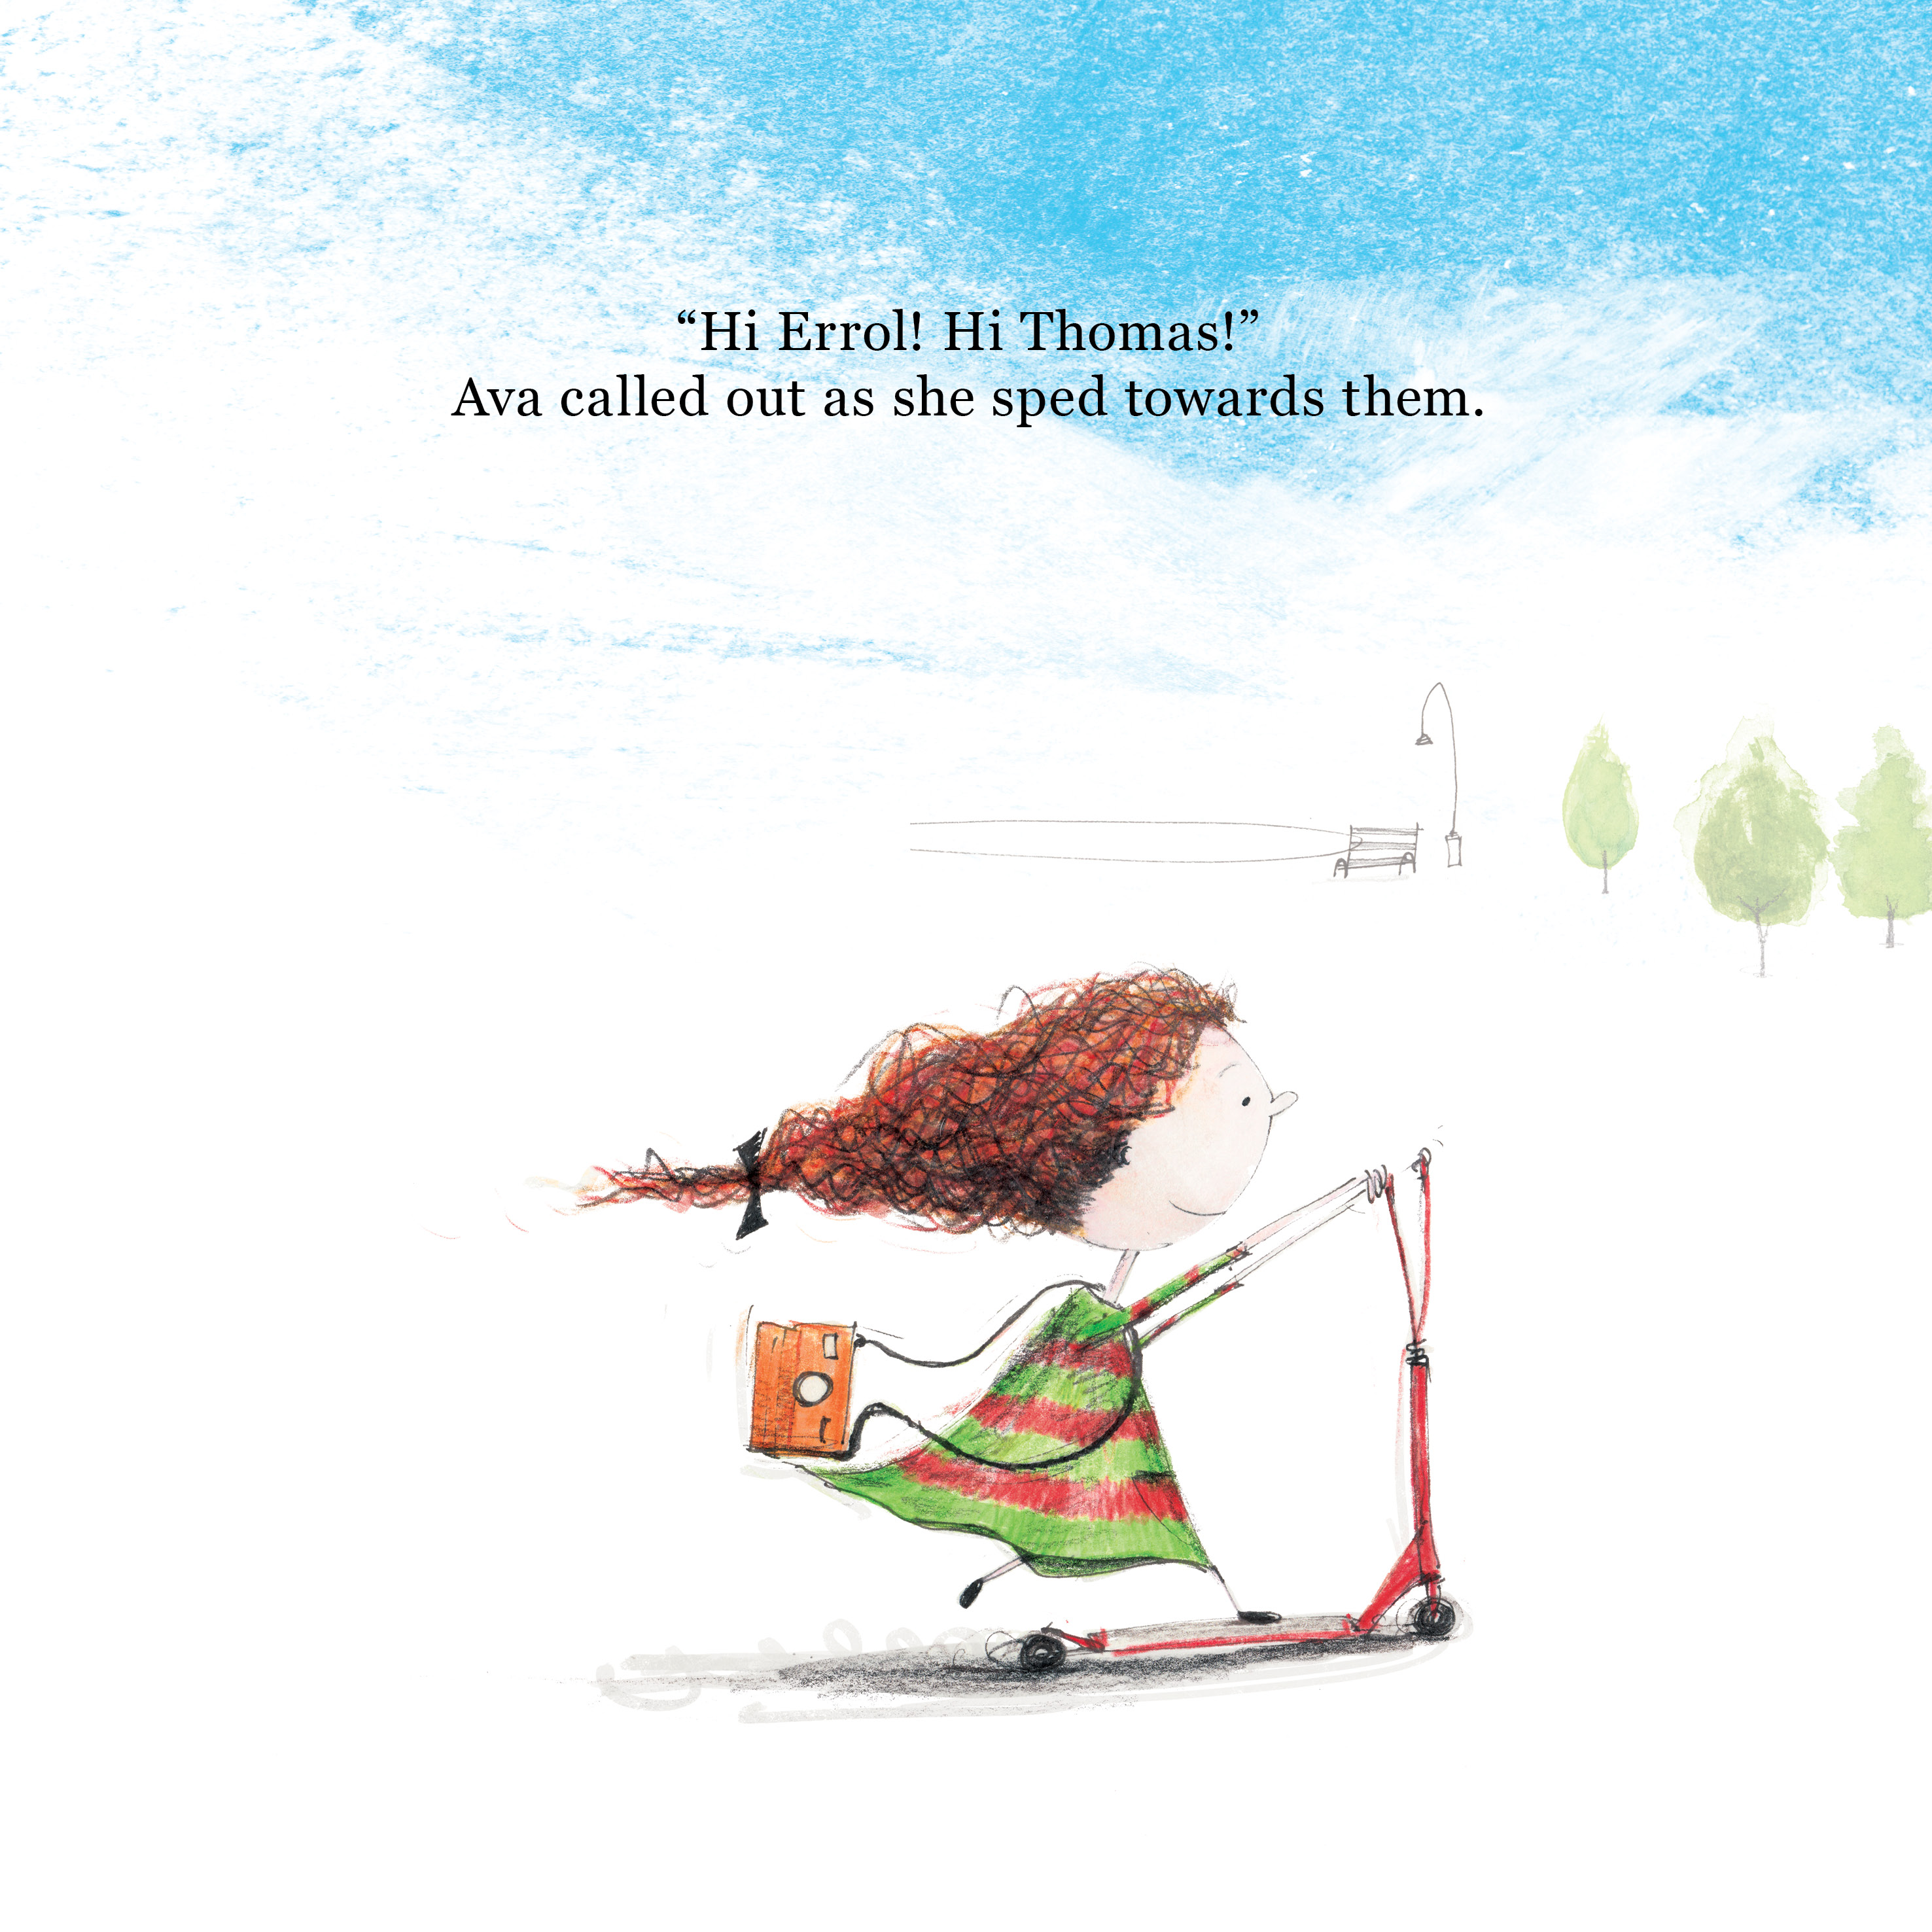 “Hi Errol! Hi Thomas!”
Ava called out as she sped towards them.